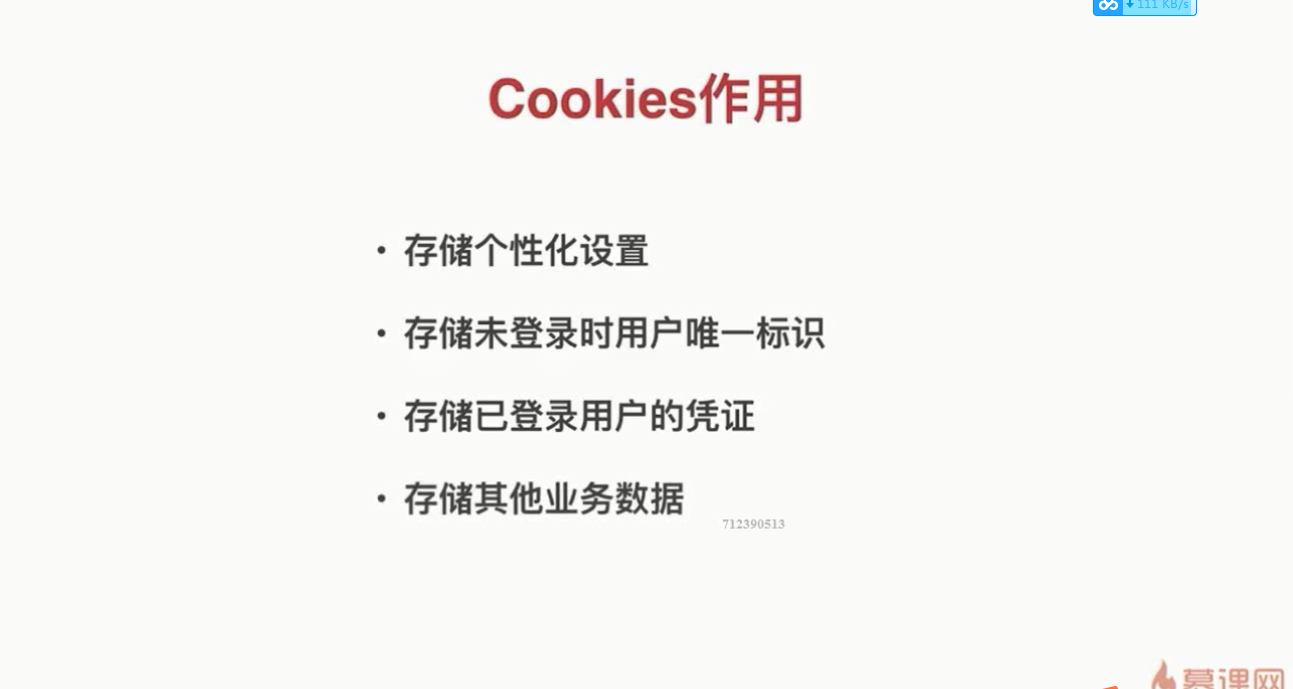 111 KB/s
Cookies作用
• 存储个性化设置
• 存储未登录时用户唯一标识
• 存储已登录用户的凭证
• 存储其他业务数据
712390513
慕课网